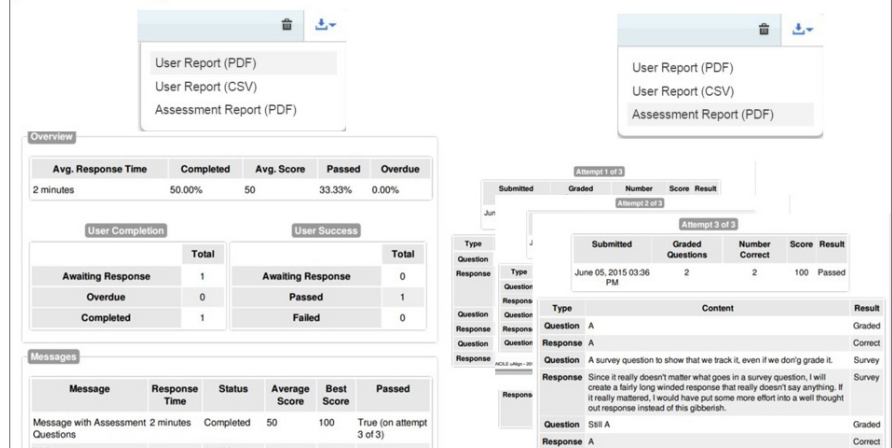 User Report (PDF)
User Report (CSV)
Assessment Report (PDF)
Overview
Avg. Response Time Completed Avg. Score Passed Overdue
2 minutes 50.00% 50 33.33% 0.00%
User Completion
Total
Awaiting Response 1
Overdue 0
Completed 1
User Success
Total
Awaiting Response 0
Passed 1
Failed 0
Messages
Message Response Time Status Average Score Best Score Passed
Message with Assessment 2 minutes Completed 50 100 True (on attempt
Questions 3 of 3)
User Report (PDF)
User Report (CSV)
Assessment Report (PDF)
Attempt 1 of 3
Submitted Graded Number Score Result
Jun
Type
Question
Response
Question
Response
Question
Response
Attempt 2 of 3
Type
Question
Respons
Question
Respons
Question
Respons
Attempt 3 of 3
Submitted Graded Questions Number Correct Score Result
June 05, 2015 03:36 2 2 100 Passed
PM
Type Content Result
Question A Graded
Response A Correct
Question A survey question to show that we track it, even if we don'g grade it. Survey
Response Since it really doesn't matter what goes in a survey question, I will Survey
create a fairly long winded response that really doesn't say anything. If
it really mattered, I would have put some more effort into a well thought
out response instead of this gibberish.
Question Still A Graded
Response A Correct